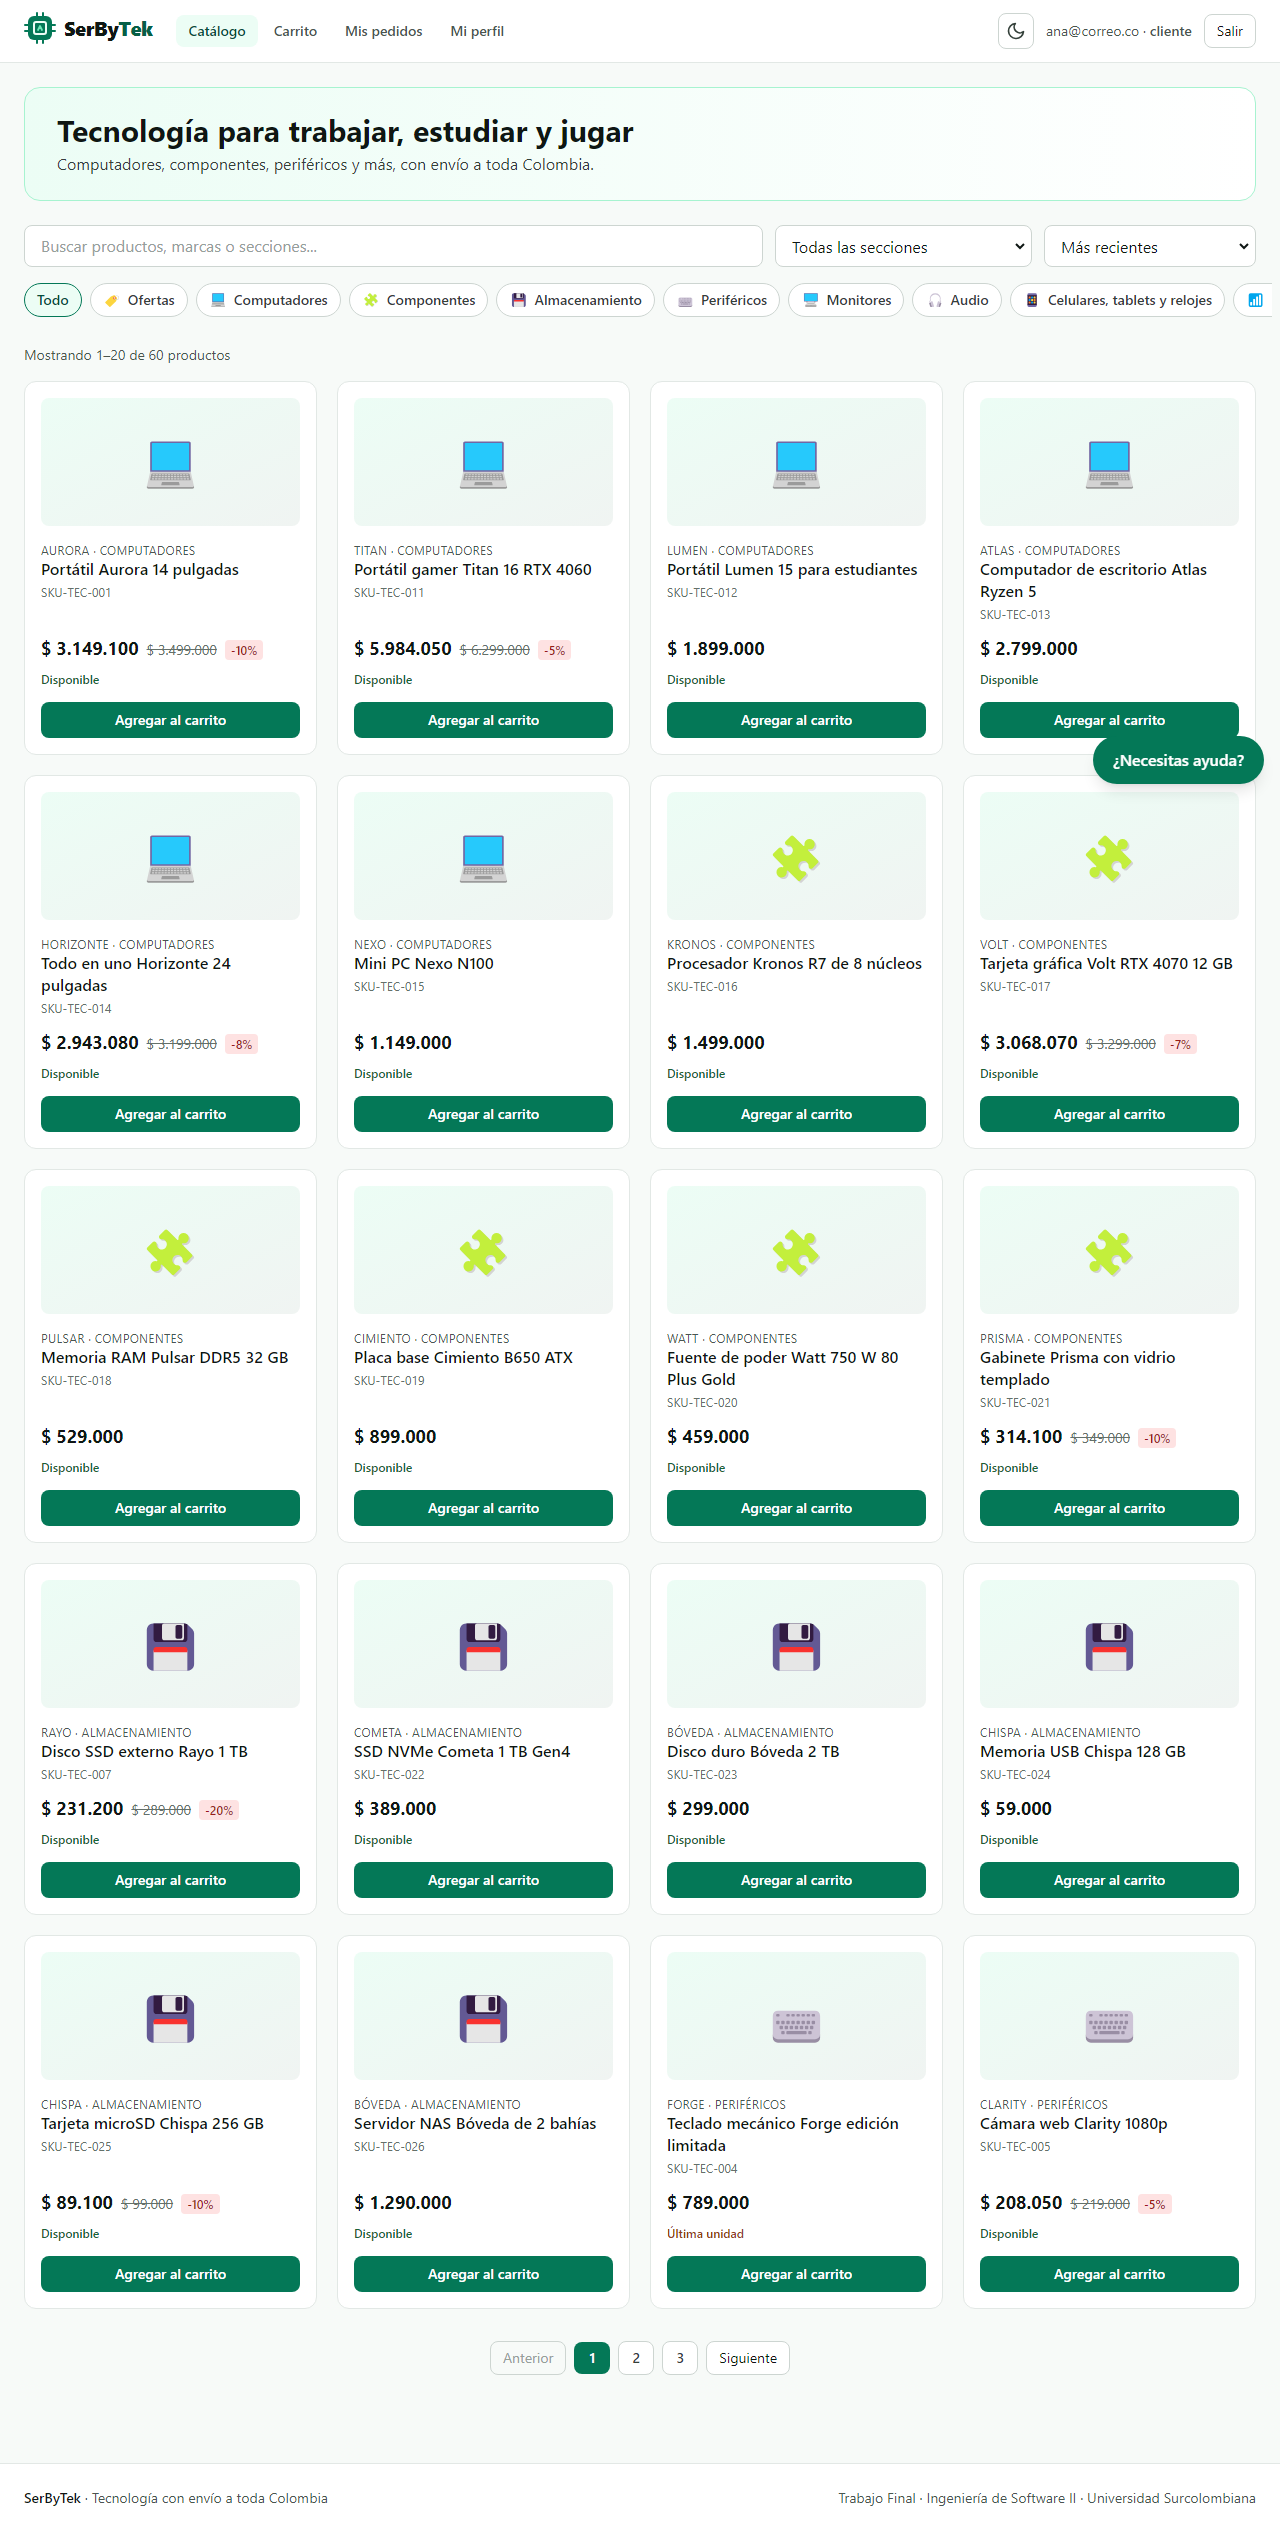 SerByTek
Catálogo Carrito Mis pedidos Mi perfil
ana@correo.co · cliente Salir
Tecnología para trabajar, estudiar y jugar
Computadores, componentes, periféricos y más, con envío a toda Colombia.
Buscar productos, marcas o secciones... Todas las secciones Más recientes
Todo Ofertas Computadores Componentes Almacenamiento Periféricos Monitores Audio Celulares, tablets y relojes
Mostrando 1–20 de 60 productos
AURORA · COMPUTADORES
Portátil Aurora 14 pulgadas
SKU-TEC-001
$ 3.149.100 $ 3.499.000 -10%
Disponible
Agregar al carrito
TITAN · COMPUTADORES
Portátil gamer Titan 16 RTX 4060
SKU-TEC-011
$ 5.984.050 $ 6.299.000 -5%
Disponible
Agregar al carrito
LUMEN · COMPUTADORES
Portátil Lumen 15 para estudiantes
SKU-TEC-012
$ 1.899.000
Disponible
Agregar al carrito
ATLAS · COMPUTADORES
Computador de escritorio Atlas
Ryzen 5
SKU-TEC-013
$ 2.799.000
Disponible
Agregar al carrito
¿Necesitas ayuda?
HORIZONTE · COMPUTADORES
Todo en uno Horizonte 24
pulgadas
SKU-TEC-014
$ 2.943.080 $ 3.199.000 -8%
Disponible
Agregar al carrito
NEXO · COMPUTADORES
Mini PC Nexo N100
SKU-TEC-015
$ 1.149.000
Disponible
Agregar al carrito
KRONOS · COMPONENTES
Procesador Kronos R7 de 8 núcleos
SKU-TEC-016
$ 1.499.000
Disponible
Agregar al carrito
VOLT · COMPONENTES
Tarjeta gráfica Volt RTX 4070 12 GB
SKU-TEC-017
$ 3.068.070 $ 3.299.000 -7%
Disponible
Agregar al carrito
PULSAR · COMPONENTES
Memoria RAM Pulsar DDR5 32 GB
SKU-TEC-018
$ 529.000
Disponible
Agregar al carrito
CIMIENTO · COMPONENTES
Placa base Cimiento B650 ATX
SKU-TEC-019
$ 899.000
Disponible
Agregar al carrito
WATT · COMPONENTES
Fuente de poder Watt 750 W 80
Plus Gold
SKU-TEC-020
$ 459.000
Disponible
Agregar al carrito
PRISMA · COMPONENTES
Gabinete Prisma con vidrio
templado
SKU-TEC-021
$ 314.100 $ 349.000 -10%
Disponible
Agregar al carrito
RAYO · ALMACENAMIENTO
Disco SSD externo Rayo 1 TB
SKU-TEC-007
$ 231.200 $ 289.000 -20%
Disponible
Agregar al carrito
COMETA · ALMACENAMIENTO
SSD NVMe Cometa 1 TB Gen4
SKU-TEC-022
$ 389.000
Disponible
Agregar al carrito
BÓVEDA · ALMACENAMIENTO
Disco duro Bóveda 2 TB
SKU-TEC-023
$ 299.000
Disponible
Agregar al carrito
CHISPA · ALMACENAMIENTO
Memoria USB Chispa 128 GB
SKU-TEC-024
$ 59.000
Disponible
Agregar al carrito
CHISPA · ALMACENAMIENTO
Tarjeta microSD Chispa 256 GB
SKU-TEC-025
$ 89.100 $ 99.000 -10%
Disponible
Agregar al carrito
BÓVEDA · ALMACENAMIENTO
Servidor NAS Bóveda de 2 bahías
SKU-TEC-026
$ 1.290.000
Disponible
Agregar al carrito
FORGE · PERIFÉRICOS
Teclado mecánico Forge edición
limitada
SKU-TEC-004
$ 789.000
Última unidad
Agregar al carrito
CLARITY · PERIFÉRICOS
Cámara web Clarity 1080p
SKU-TEC-005
$ 208.050 $ 219.000 -5%
Disponible
Agregar al carrito
Anterior 1 2 3 Siguiente
SerByTek · Tecnología con envío a toda Colombia
Trabajo Final · Ingeniería de Software II · Universidad Surcolombiana